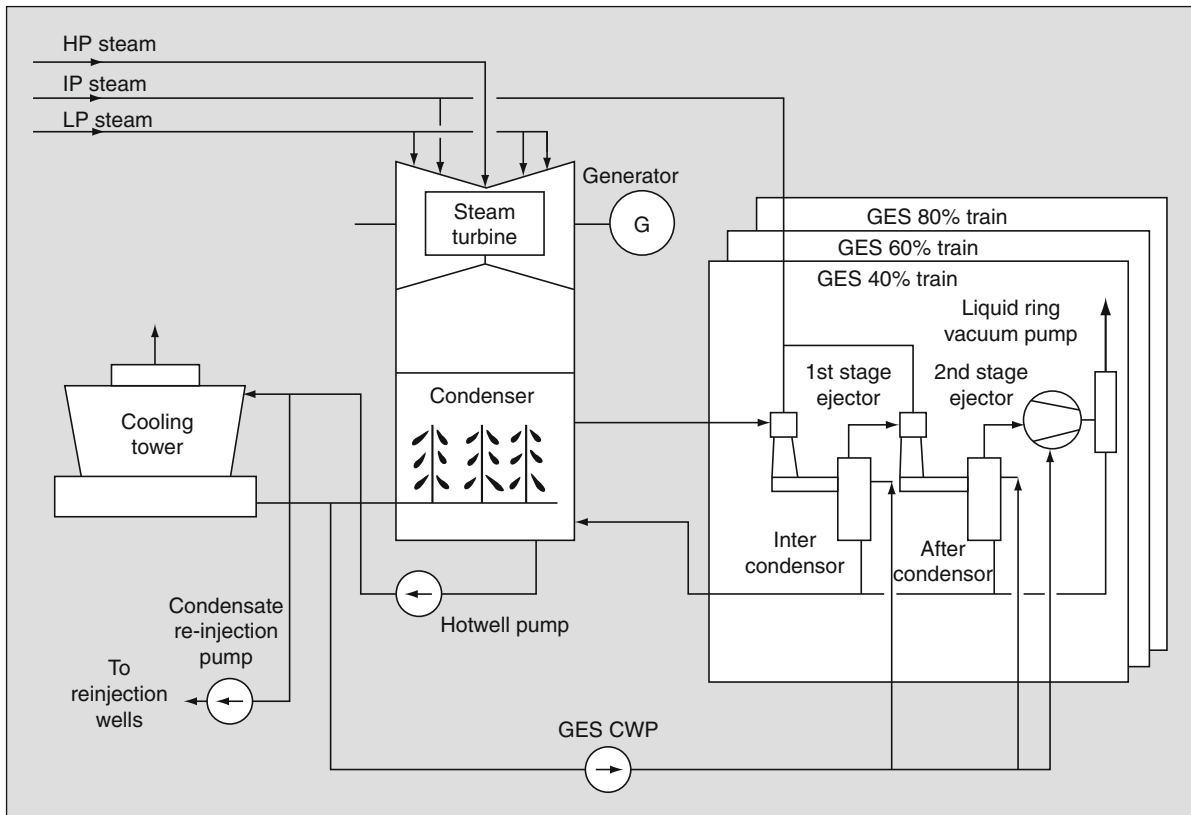 HP steam
IP steam
LP steam
Generator
G
Steam
turbine
GES 80% train
GES 60% train
GES 40% train
Liquid ring
vacuum pump
1st stage
ejector
2nd stage
ejector
Condenser
Cooling
tower
Inter
condensor
After
condensor
Hotwell pump
Condensate
re-injection
pump
To
reinjection
wells
GES CWP